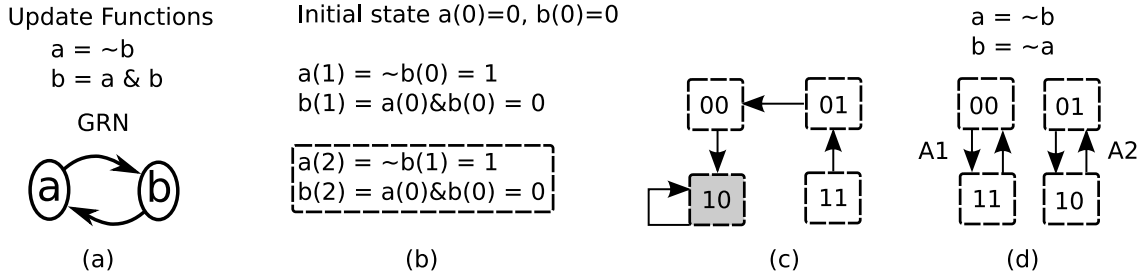 Update Functions
a = ~b
b = a & b
GRN
a
b
(a)
Initial state a(0)=0, b(0)=0
a(1) = ~b(0) = 1
b(1) = a(0)&b(0) = 0
a(2) = ~b(1) = 1
b(2) = a(0)&b(0) = 0
(b)
00
01
10
11
(c)
a = ~b
b = ~a
00
01
A1
A2
11
10
(d)